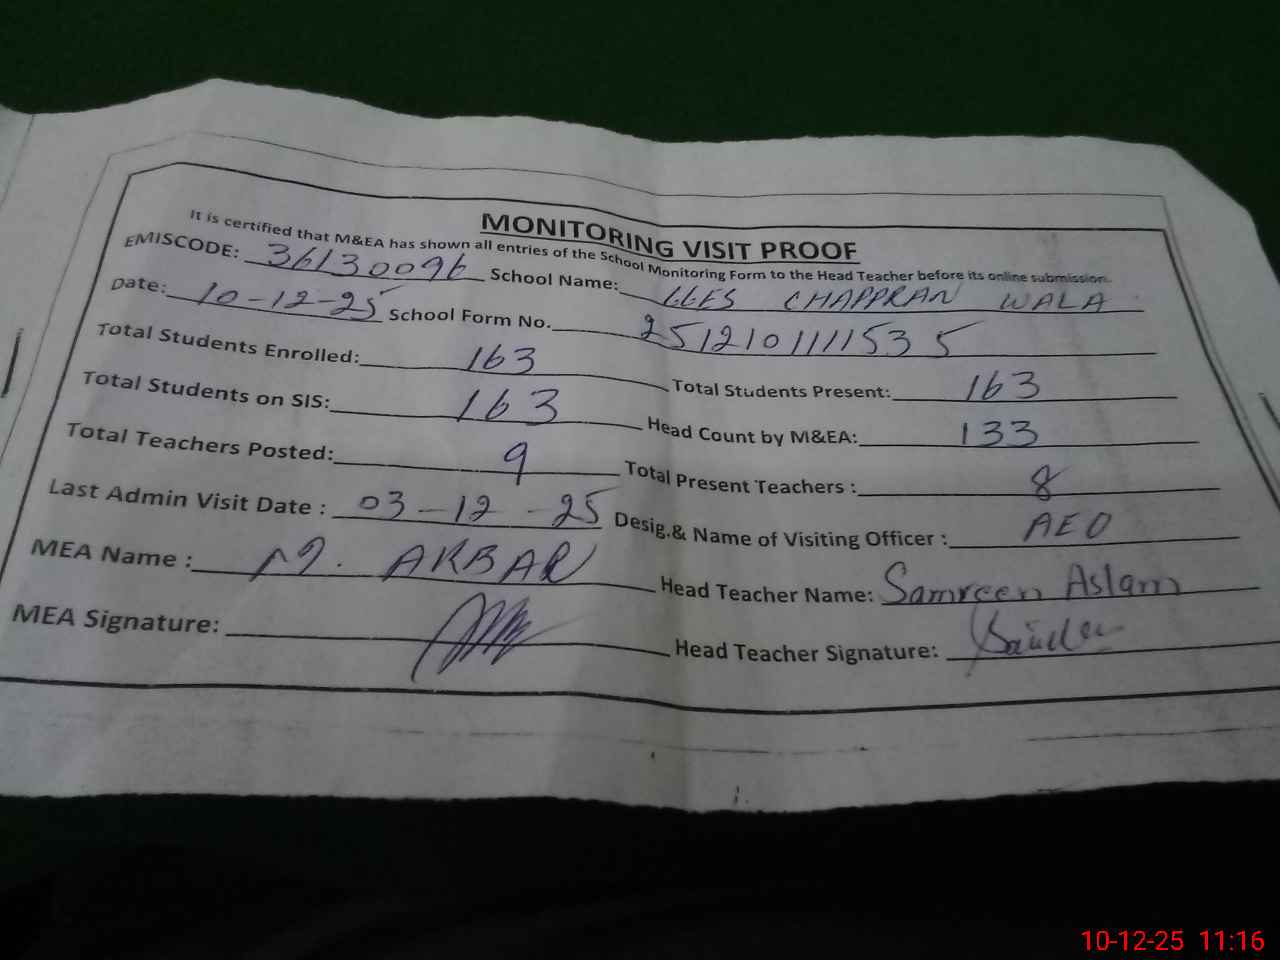 MONITORING VISIT PROOF
It is certified that M&EA has shown all entries of the School Monitoring Form to the Head Teacher before its online submission.
EMISCODE: 36130096 School Name: GGES CHAPPRAN WALA
Date: 10-12-25 School Form No. 2512101111535
Total Students Enrolled: 163 Total Students Present: 163
Total Students on SIS: 163 Head Count by M&EA: 133
Total Teachers Posted: 9 Total Present Teachers : 8
Last Admin Visit Date : 03-12-25 Desig.& Name of Visiting Officer : AEO
MEA Name : M. AKBAR Head Teacher Name: Samreen Aslam
MEA Signature: Head Teacher Signature:
10-12-25 11:16